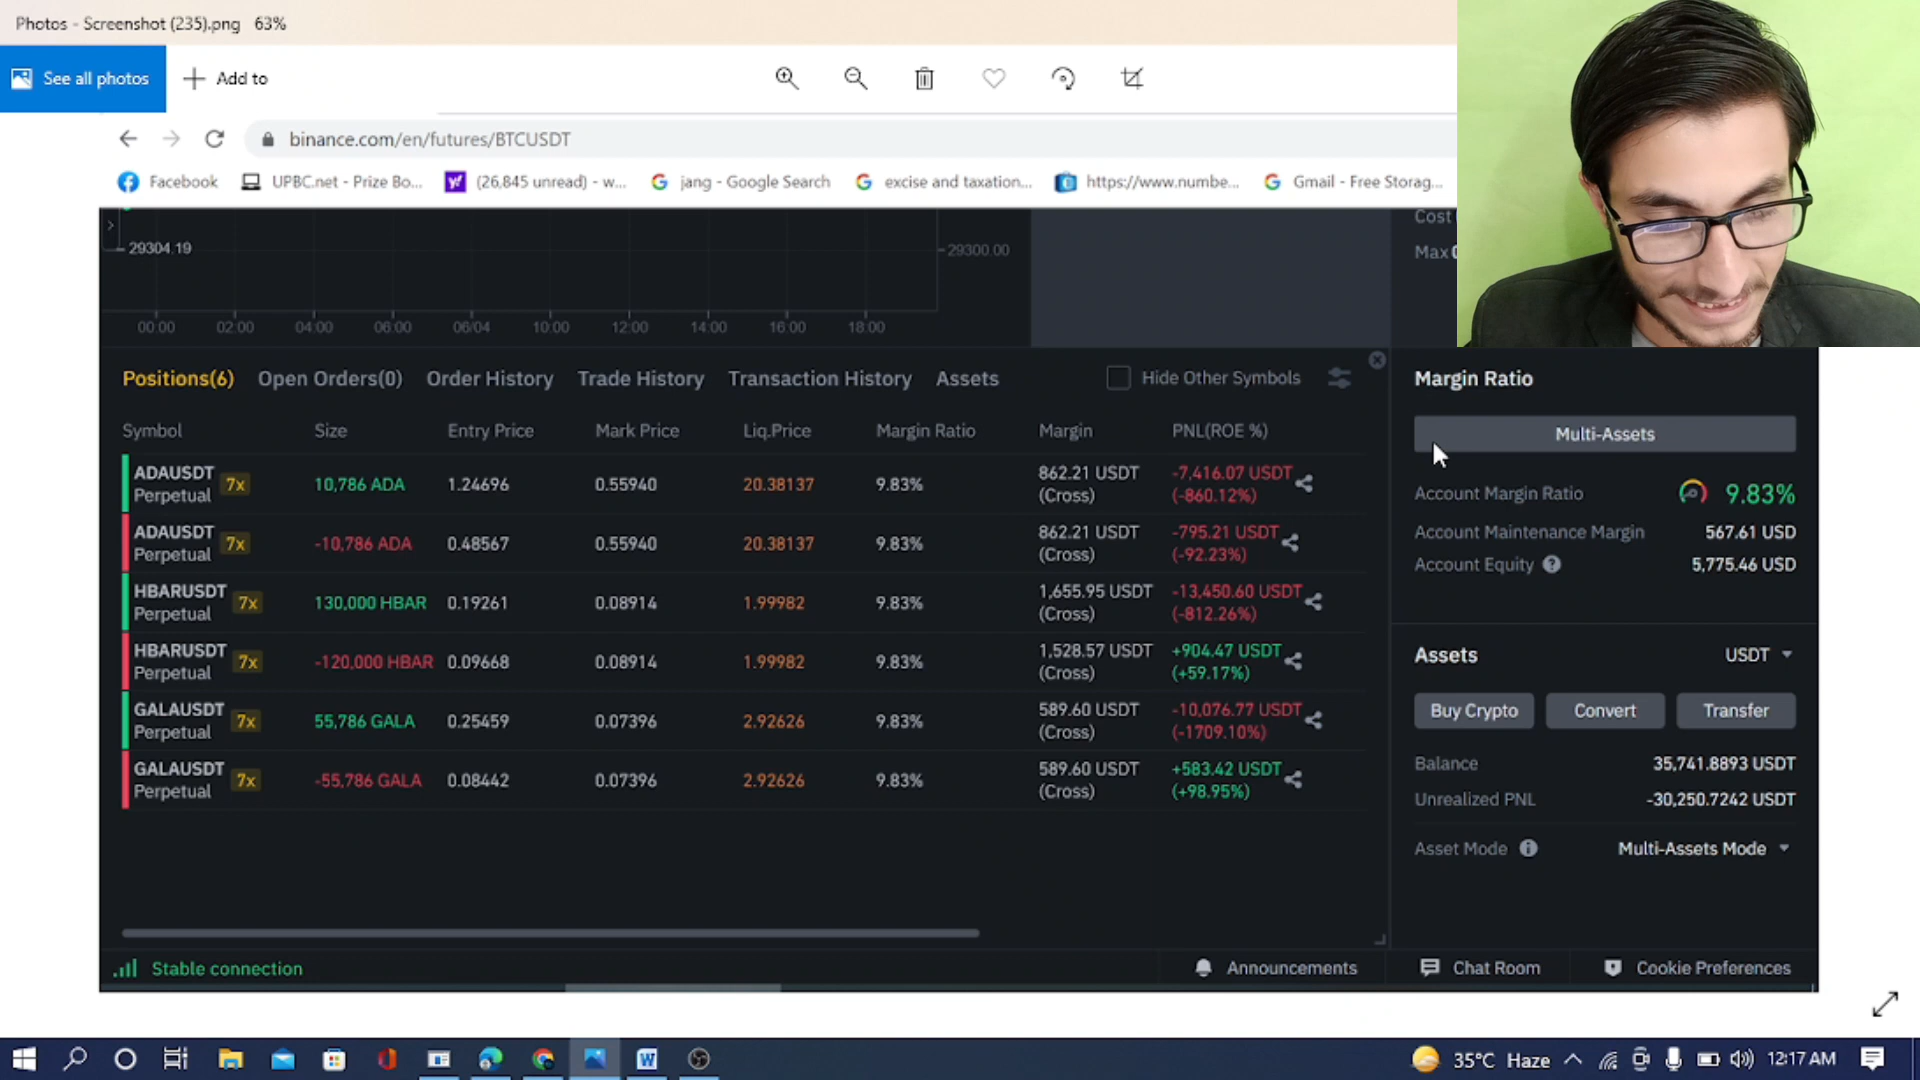 Photos - Screenshot (235).png 63%
See all photos
Add to
binance.com/en/futures/BTCUSDT
Facebook
UPBC.net - Prize Bo...
(26,845 unread) - w...
jang - Google Search
excise and taxation...
https://www.numbe...
Gmail - Free Storag...
29304.19
29300.00
Cost
Max
00:00 02:00 04:00 06:00 06/04 10:00 12:00 14:00 16:00 18:00
Positions(6) Open Orders(0) Order History Trade History Transaction History Assets Hide Other Symbols
Symbol Size Entry Price Mark Price Liq.Price Margin Ratio Margin PNL(ROE %)
ADAUSDT Perpetual 7x 10,786 ADA 1.24696 0.55940 20.38137 9.83% 862.21 USDT (Cross) -7,416.07 USDT (-860.12%)
ADAUSDT Perpetual 7x -10,786 ADA 0.48567 0.55940 20.38137 9.83% 862.21 USDT (Cross) -795.21 USDT (-92.23%)
HBARUSDT Perpetual 7x 130,000 HBAR 0.19261 0.08914 1.99982 9.83% 1,655.95 USDT (Cross) -13,450.60 USDT (-812.26%)
HBARUSDT Perpetual 7x -120,000 HBAR 0.09668 0.08914 1.99982 9.83% 1,528.57 USDT (Cross) +904.47 USDT (+59.17%)
GALAUSDT Perpetual 7x 55,786 GALA 0.25459 0.07396 2.92626 9.83% 589.60 USDT (Cross) -10,076.77 USDT (-1709.10%)
GALAUSDT Perpetual 7x -55,786 GALA 0.08442 0.07396 2.92626 9.83% 589.60 USDT (Cross) +583.42 USDT (+98.95%)
Margin Ratio
Multi-Assets
Account Margin Ratio 9.83%
Account Maintenance Margin 567.61 USD
Account Equity 5,775.46 USD
Assets USDT
Buy Crypto Convert Transfer
Balance 35,741.8893 USDT
Unrealized PNL -30,250.7242 USDT
Asset Mode Multi-Assets Mode
Stable connection
Announcements
Chat Room
Cookie Preferences
35°C Haze 12:17 AM